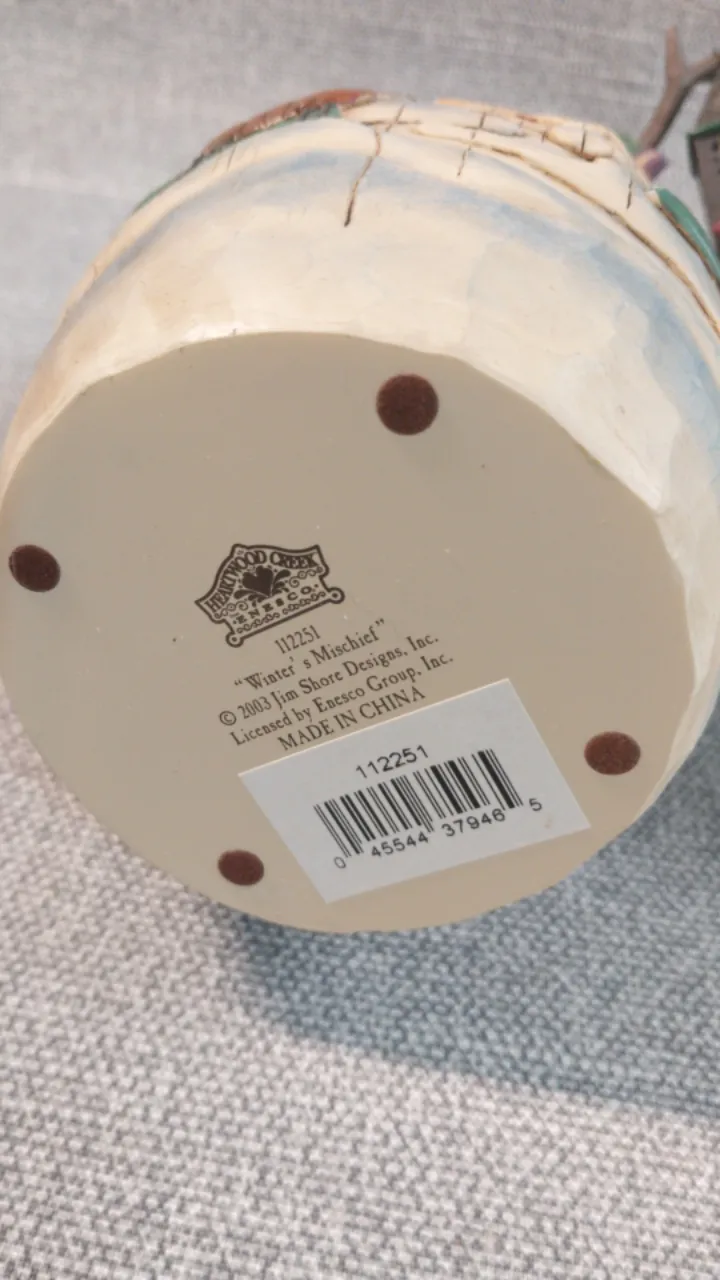 HEARTWOOD CREEK
ENESCO
112251
“Winter's Mischief”
© 2003 Jim Shore Designs, Inc.
Licensed by Enesco Group, Inc.
MADE IN CHINA
112251
0 45544 37946 5